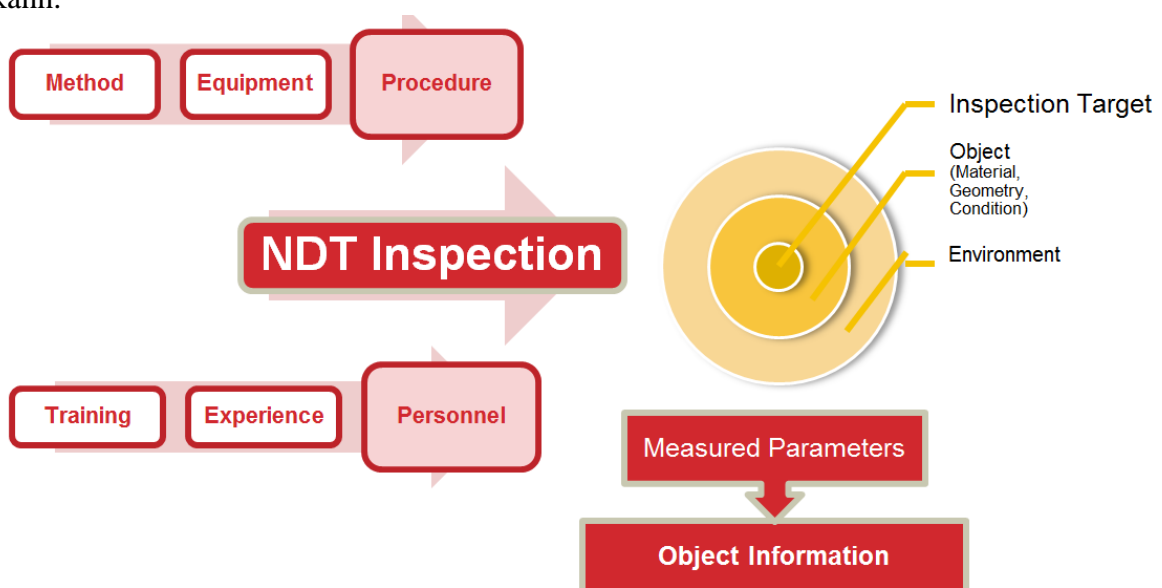 Method
Equipment
Procedure
NDT Inspection
Training
Experience
Personnel
Inspection Target
Object
(Material,
Geometry,
Condition)
Environment
Measured Parameters
Object Information